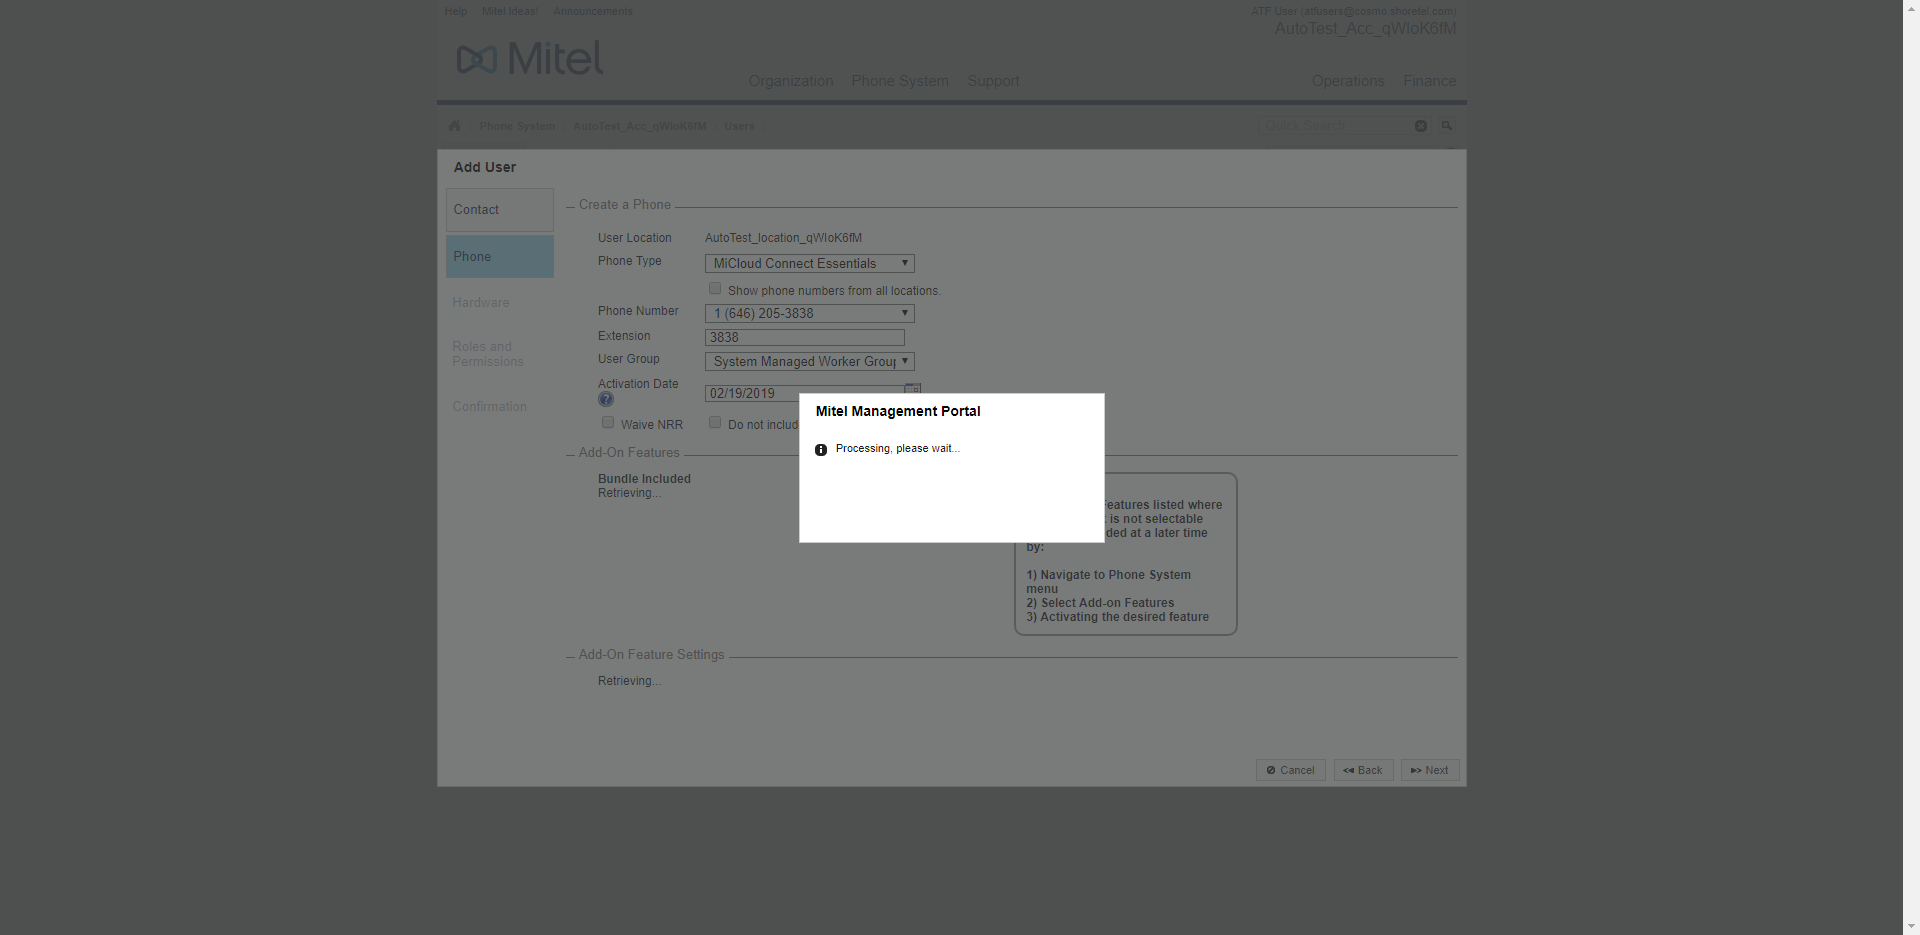 Help Mitel Ideas! Announcements
ATF User (atfusers@cosmo.shoretel.com)
AutoTest_Acc_qWIoK6fM
Mitel
Organization Phone System Support Operations Finance
Phone System AutoTest_Acc_qWIoK6fM Users
Quick Search
Add User
Contact
Phone
Hardware
Roles and
Permissions
Confirmation
Create a Phone
User Location AutoTest_location_qWIoK6fM
Phone Type MiCloud Connect Essentials
Show phone numbers from all locations.
Phone Number 1 (646) 205-3838
Extension 3838
User Group System Managed Worker Group
Activation Date 02/19/2019
Waive NRR Do not includ
Mitel Management Portal
Processing, please wait...
Add-On Features
Bundle Included
Retrieving...
Features listed where
is not selectable
ded at a later time
by:
1) Navigate to Phone System
menu
2) Select Add-on Features
3) Activating the desired feature
Add-On Feature Settings
Retrieving...
Cancel Back Next